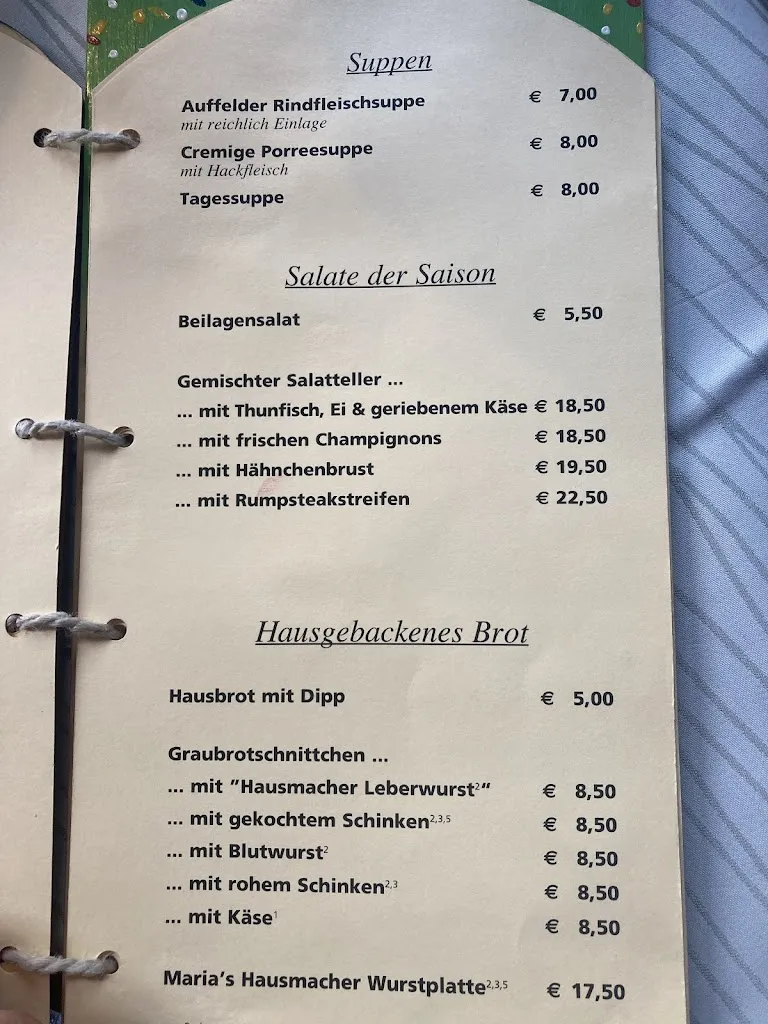 Suppen
Auffelder Rindfleischsuppe € 7,00
mit reichlich Einlage
Cremige Porreesuppe € 8,00
mit Hackfleisch
Tagessuppe € 8,00
Salate der Saison
Beilagensalat € 5,50
Gemischter Salatteller ...
... mit Thunfisch, Ei & geriebenem Käse € 18,50
... mit frischen Champignons € 18,50
... mit Hähnchenbrust € 19,50
... mit Rumpsteakstreifen € 22,50
Hausgebackenes Brot
Hausbrot mit Dipp € 5,00
Graubrotschnittchen ...
... mit ”Hausmacher Leberwurst²“ € 8,50
... mit gekochtem Schinken²,³,⁵ € 8,50
... mit Blutwurst² € 8,50
... mit rohem Schinken²,³ € 8,50
... mit Käse¹ € 8,50
Maria’s Hausmacher Wurstplatte²,³,⁵ € 17,50